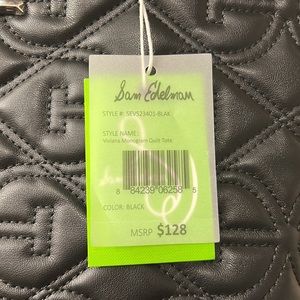 Sam Edelman
STYLE #: SEVS23401-BLAK
STYLE NAME:
Viviana Monogram Quilt Tote
8 84239 06258 5
COLOR: BLACK
MSRP $128